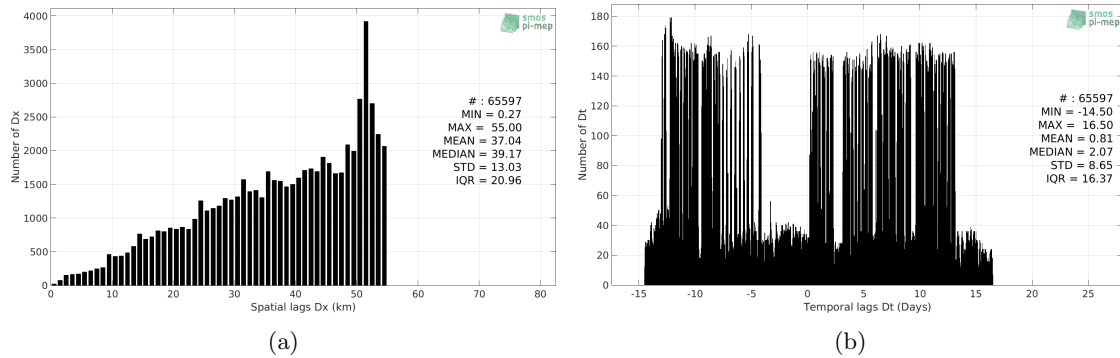 4000
3500
3000
2500
2000
1500
1000
500
0
Number of Dx
0 10 20 30 40 50 60 70 80
Spatial lags Dx (km)
smos
pi-mep
# : 65597
MIN = 0.27
MAX = 55.00
MEAN = 37.04
MEDIAN = 39.17
STD = 13.03
IQR = 20.96
(a)
180
160
140
120
100
80
60
40
20
0
Number of Dt
-15 -10 -5 0 5 10 15 20 25
Temporal lags Dt (Days)
smos
pi-mep
# : 65597
MIN = -14.50
MAX = 16.50
MEAN = 0.81
MEDIAN = 2.07
STD = 8.65
IQR = 16.37
(b)